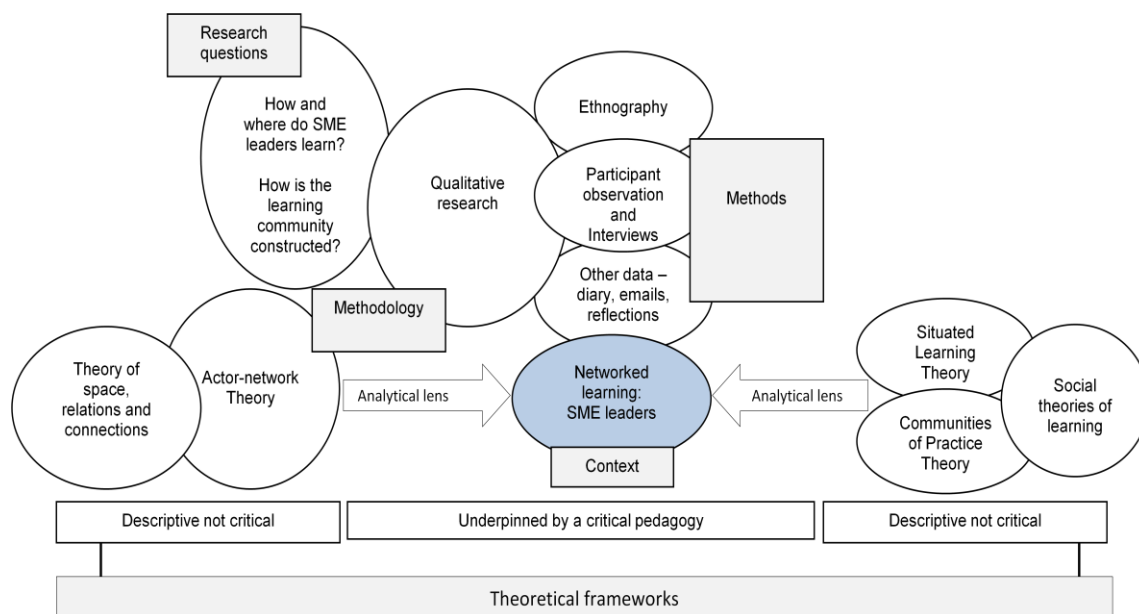 Research
questions
How and
where do SME
leaders learn?
How is the
learning
community
constructed?
Qualitative
research
Ethnography
Participant
observation
and
Interviews
Other data –
diary, emails,
reflections
Methods
Methodology
Theory of
space,
relations and
connections
Actor-network
Theory
Analytical lens
Networked
learning:
SME leaders
Context
Analytical lens
Situated
Learning
Theory
Communities
of Practice
Theory
Social
theories of
learning
Descriptive not critical
Underpinned by a critical pedagogy
Descriptive not critical
Theoretical frameworks